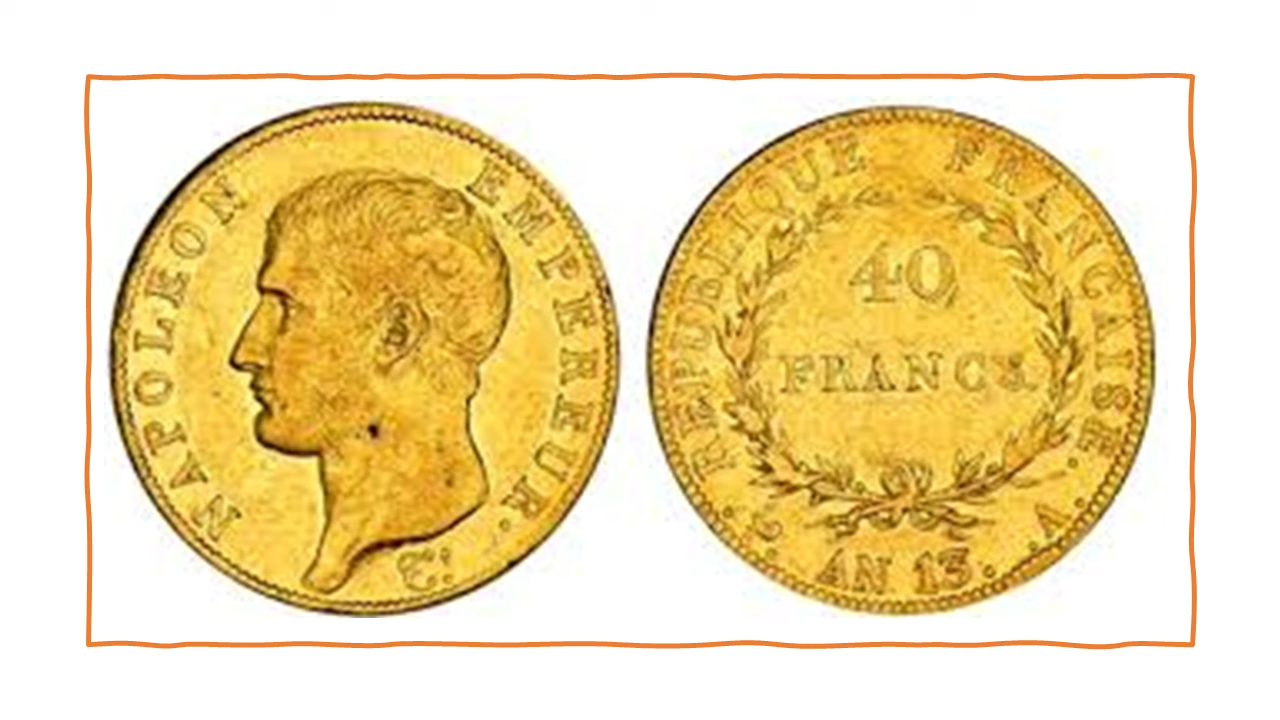 NAPOLEON EMPEREUR.
REPUBLIQUE FRANCAISE.
40
FRANCS.
AN 13.
.A.